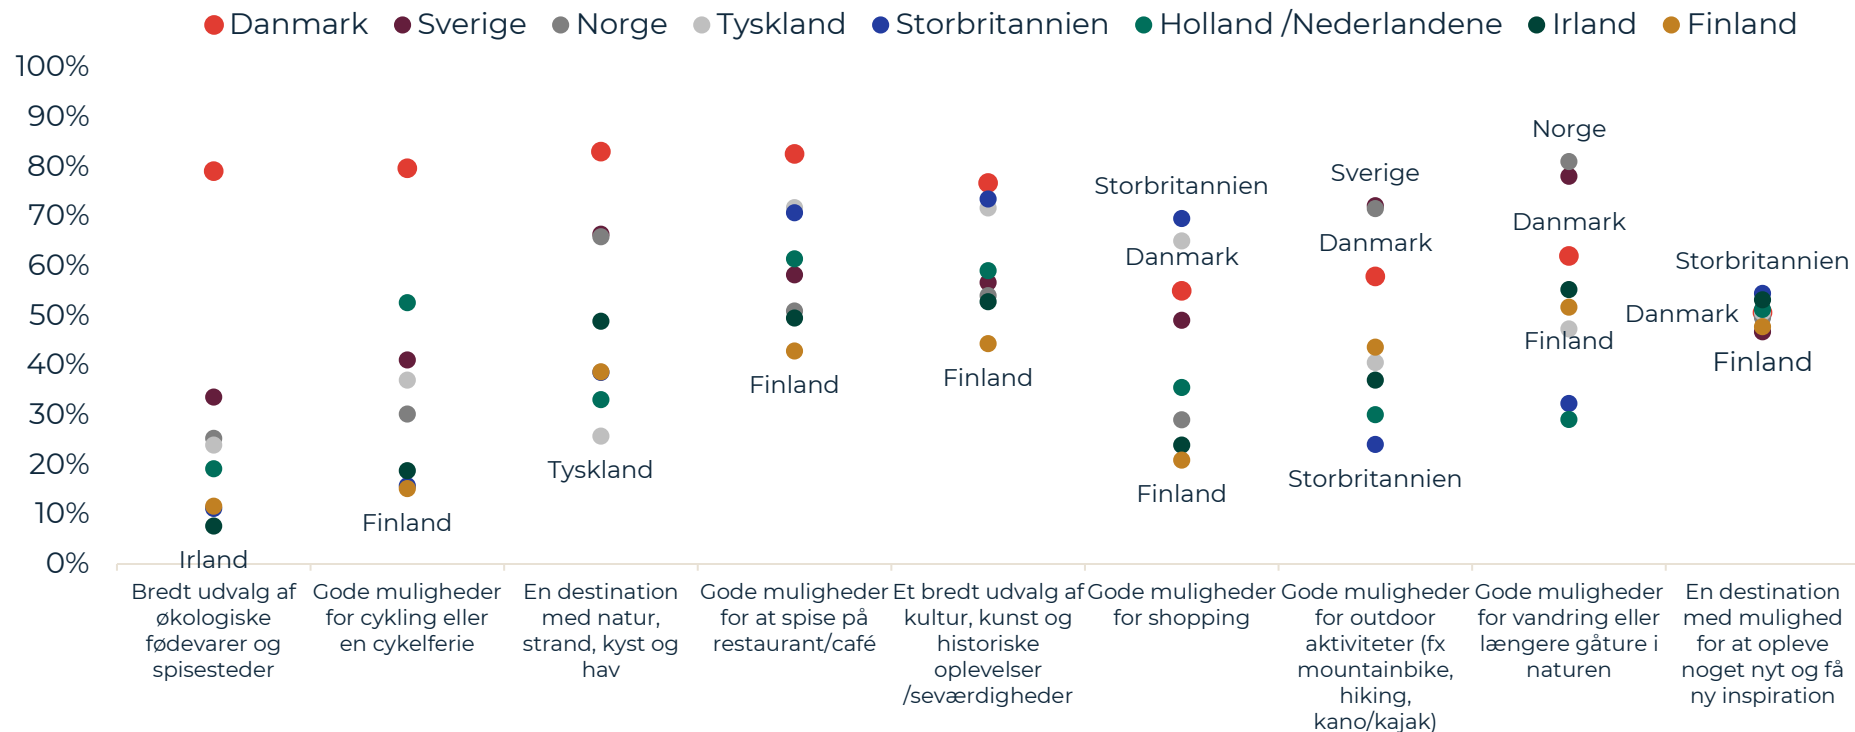 Danmark Sverige Norge Tyskland Storbritannien Holland /Nederlandene Irland Finland
100%
90%
80%
70%
60%
50%
40%
30%
20%
10%
0%
Irland
Finland
Tyskland
Finland
Finland
Storbritannien
Danmark
Finland
Sverige
Danmark
Storbritannien
Norge
Danmark
Finland
Storbritannien
Danmark
Finland
Bredt udvalg af
økologiske
fødevarer og
spisesteder
Gode muligheder
for cykling eller
en cykelferie
En destination
med natur,
strand, kyst og
hav
Gode muligheder
for at spise på
restaurant/café
Et bredt udvalg af
kultur, kunst og
historiske
oplevelser
/seværdigheder
Gode muligheder
for shopping
Gode muligheder
for outdoor
aktiviteter (fx
mountainbike,
hiking,
kano/kajak)
Gode muligheder
for vandring eller
længere gåture i
naturen
En destination
med mulighed
for at opleve
noget nyt og få
ny inspiration